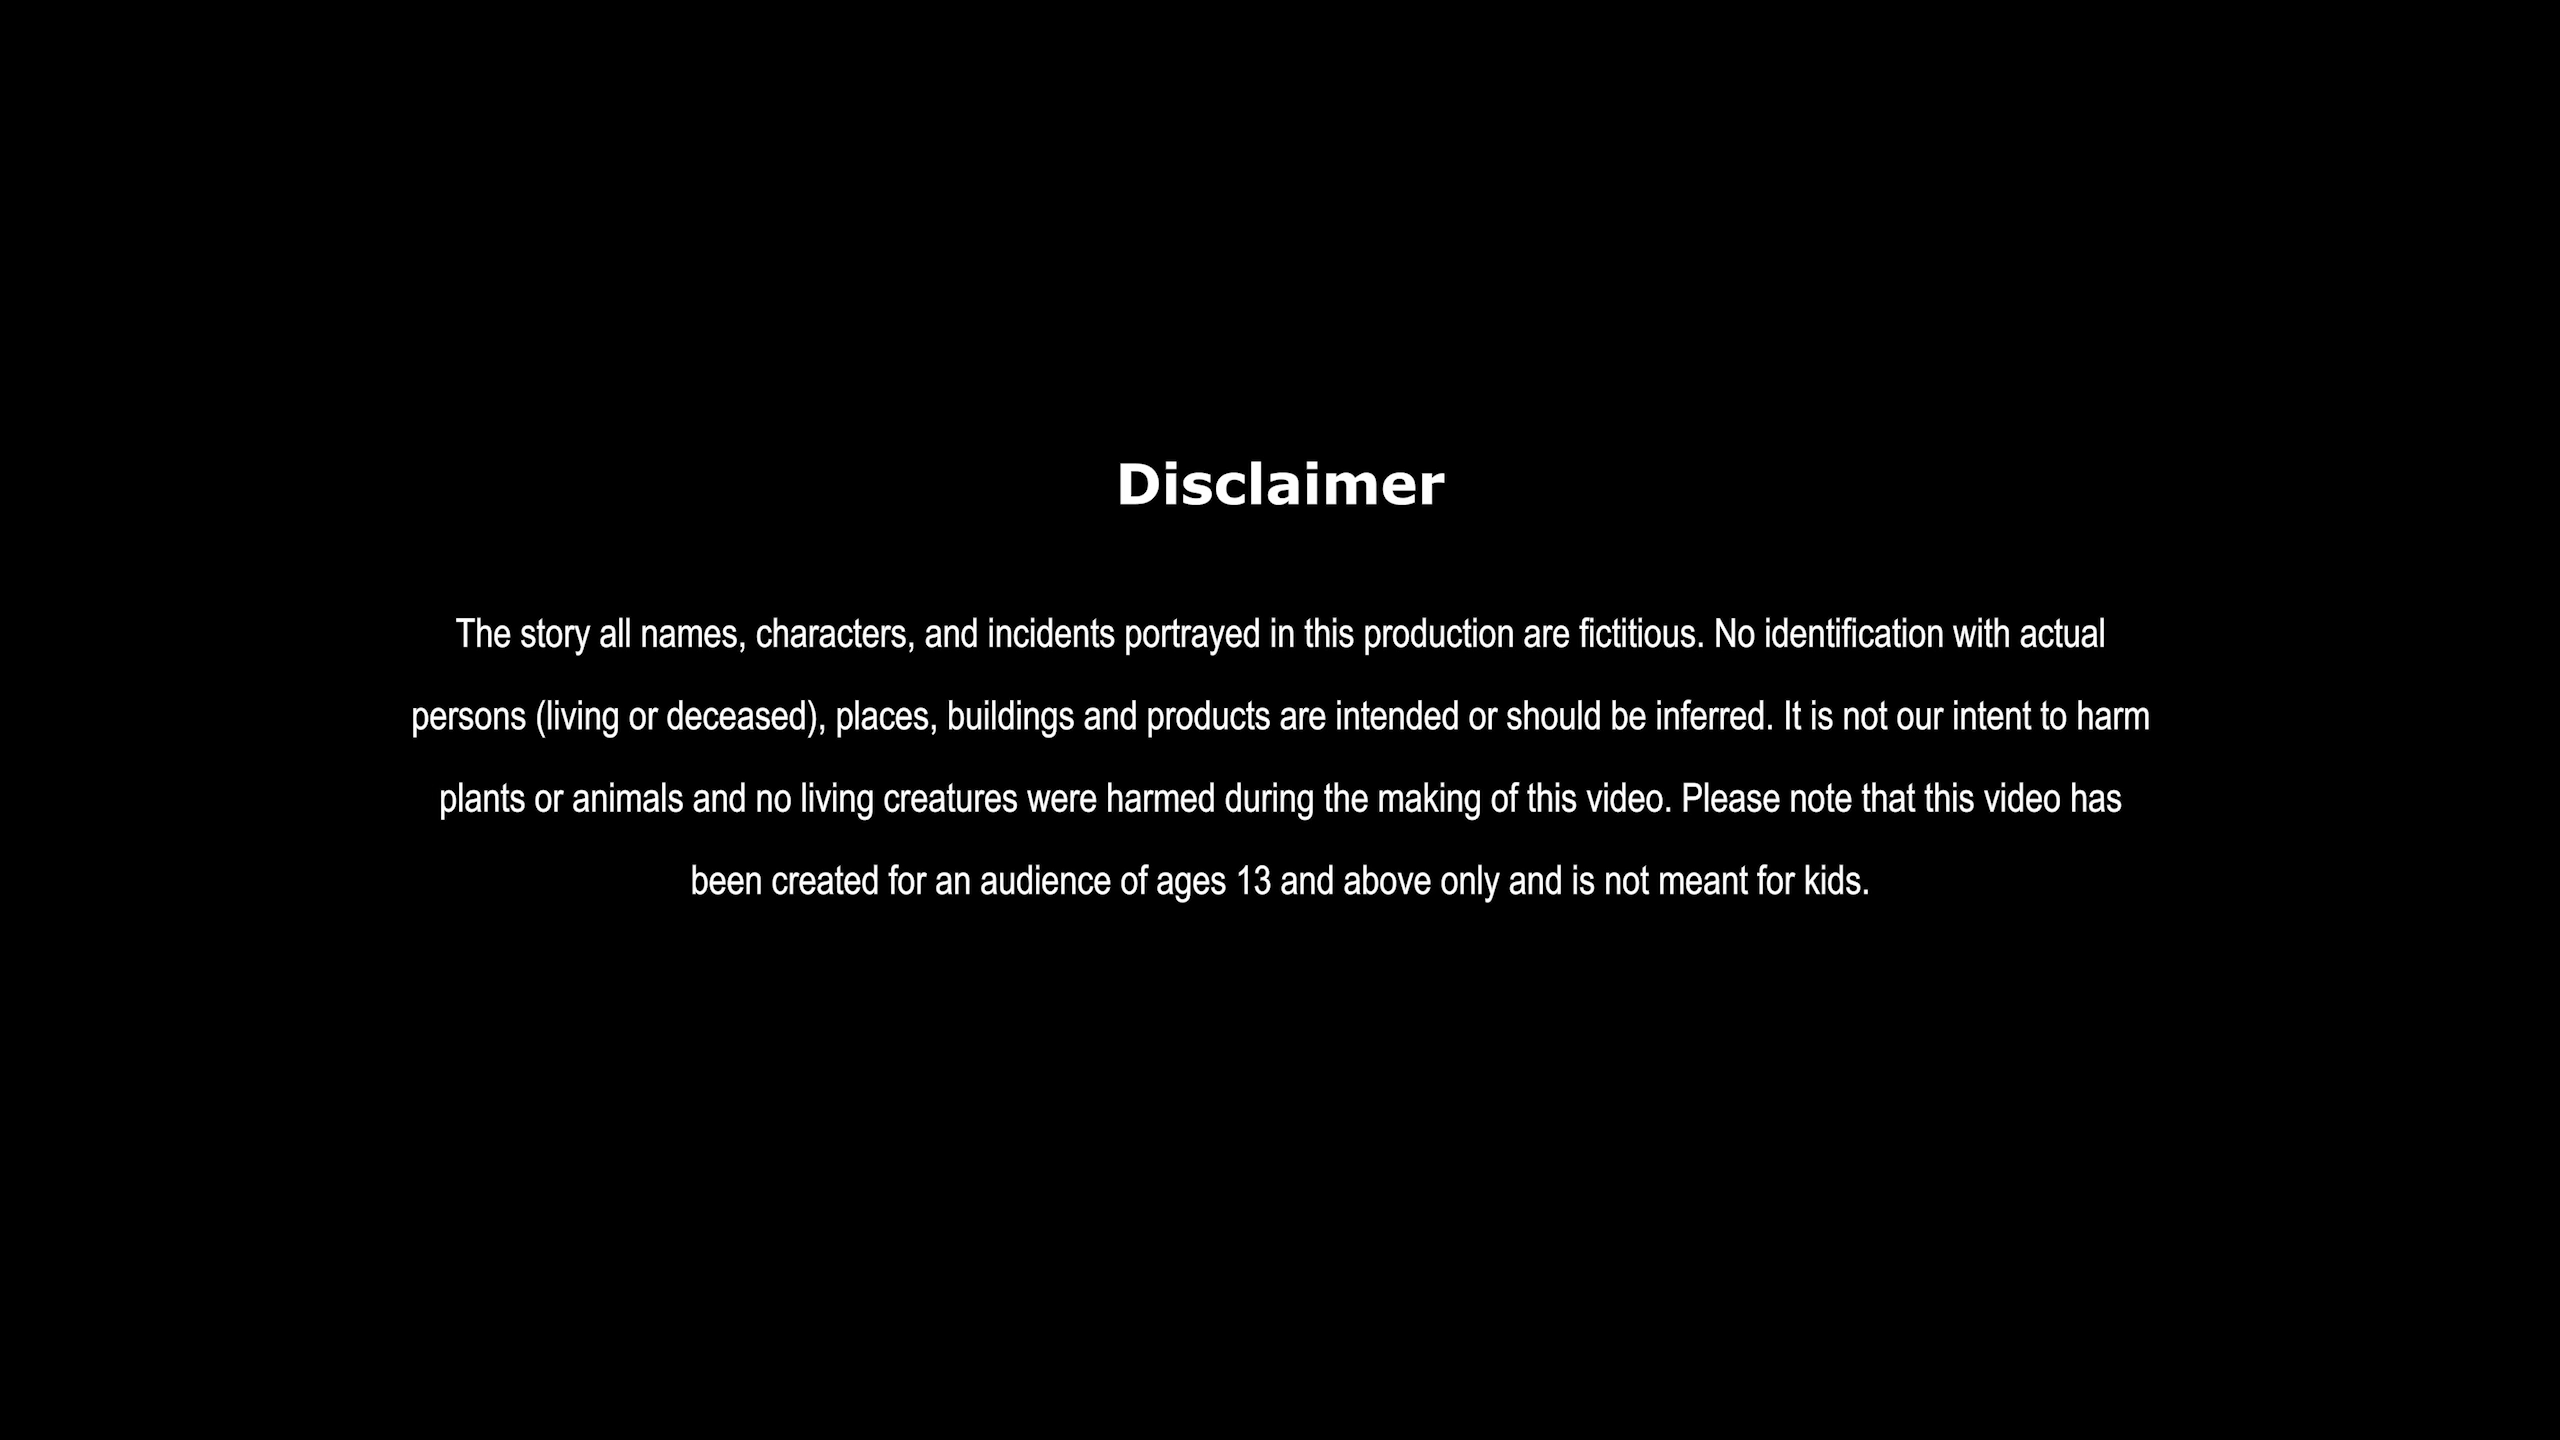 Disclaimer
The story all names, characters, and incidents portrayed in this production are fictitious. No identification with actual
persons (living or deceased), places, buildings and products are intended or should be inferred. It is not our intent to harm
plants or animals and no living creatures were harmed during the making of this video. Please note that this video has
been created for an audience of ages 13 and above only and is not meant for kids.